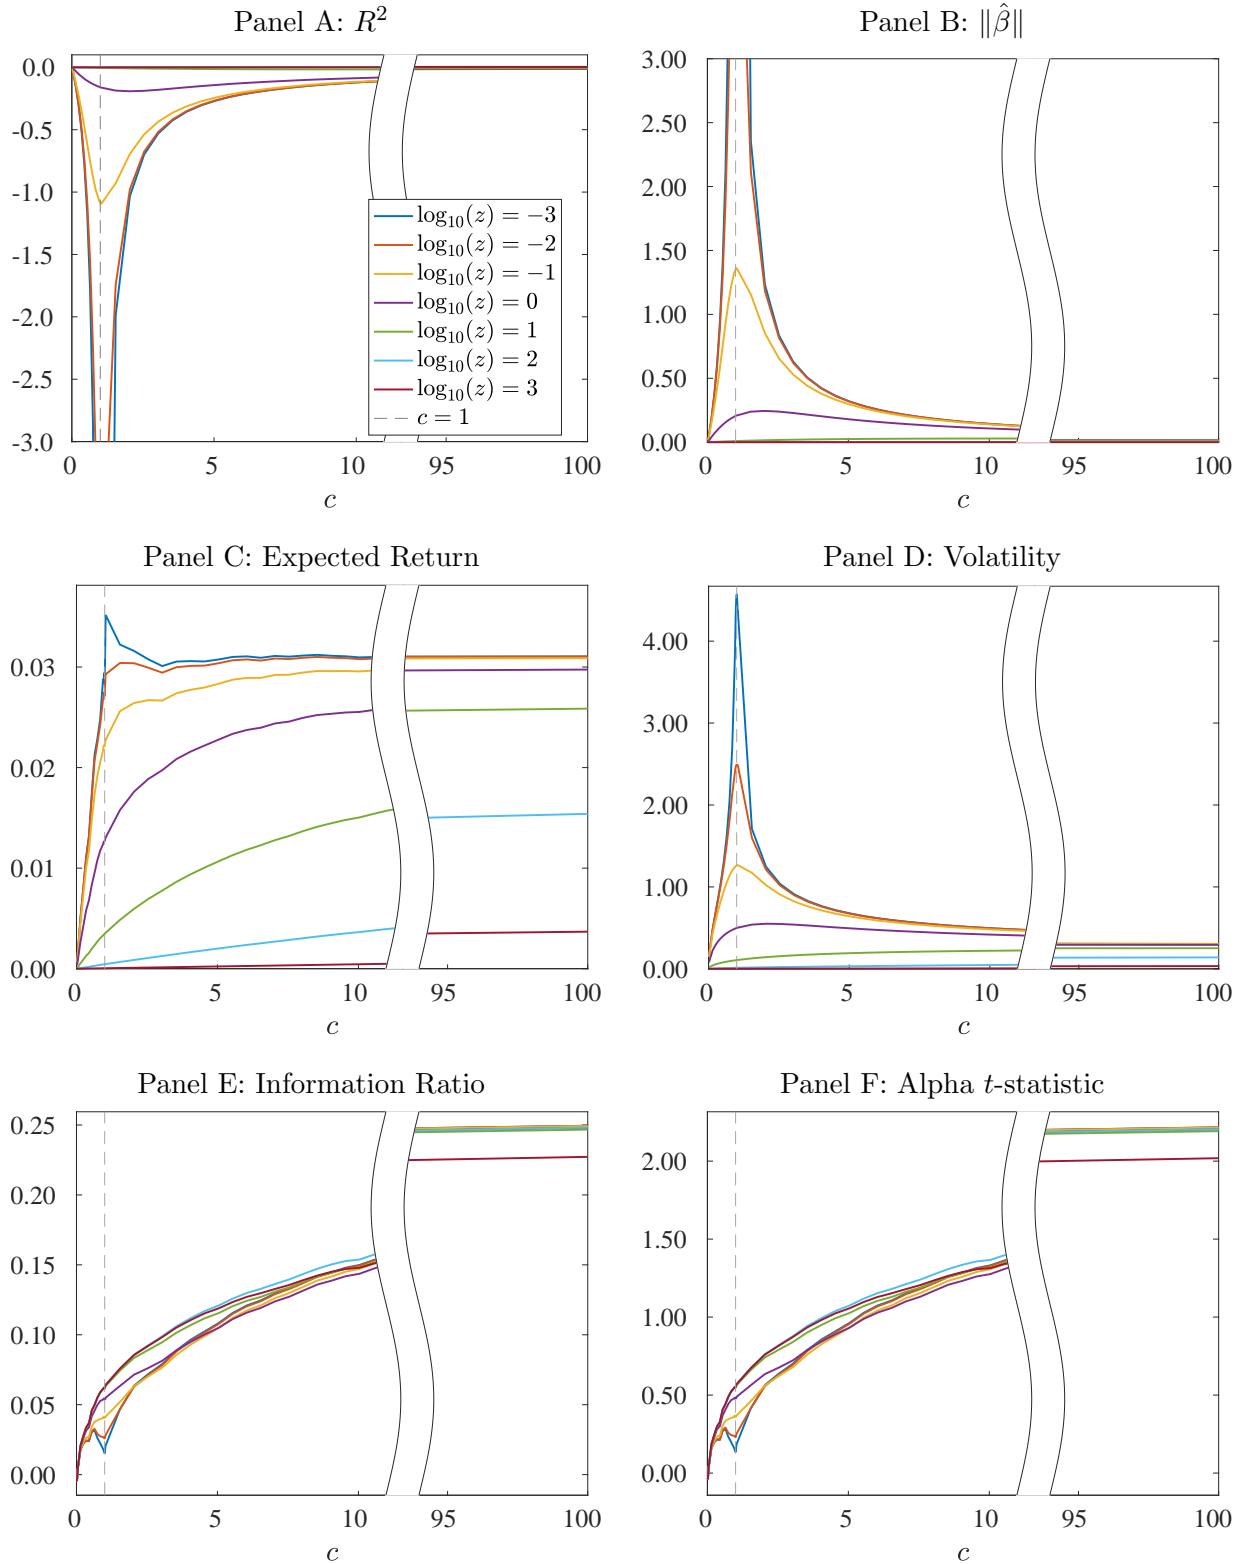 Panel A: R²
0.0
-0.5
-1.0
-1.5
-2.0
-2.5
-3.0
log₁₀(z) = −3
log₁₀(z) = −2
log₁₀(z) = −1
log₁₀(z) = 0
log₁₀(z) = 1
log₁₀(z) = 2
log₁₀(z) = 3
c = 1
0 5 10 95 100
c
Panel B: ‖β̂‖
3.00
2.50
2.00
1.50
1.00
0.50
0.00
0 5 10 95 100
c
Panel C: Expected Return
0.03
0.02
0.01
0.00
0 5 10 95 100
c
Panel D: Volatility
4.00
3.00
2.00
1.00
0.00
0 5 10 95 100
c
Panel E: Information Ratio
0.25
0.20
0.15
0.10
0.05
0.00
0 5 10 95 100
c
Panel F: Alpha t-statistic
2.00
1.50
1.00
0.50
0.00
0 5 10 95 100
c